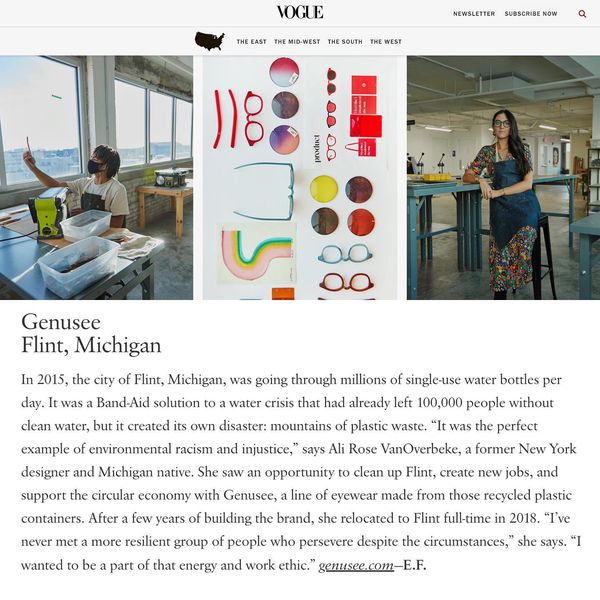 VOGUE
NEWSLETTER SUBSCRIBE NOW
THE EAST THE MID-WEST THE SOUTH THE WEST
product
Genusee
Flint, Michigan
In 2015, the city of Flint, Michigan, was going through millions of single-use water bottles per
day. It was a Band-Aid solution to a water crisis that had already left 100,000 people without
clean water, but it created its own disaster: mountains of plastic waste. “It was the perfect
example of environmental racism and injustice,” says Ali Rose VanOverbeke, a former New York
designer and Michigan native. She saw an opportunity to clean up Flint, create new jobs, and
support the circular economy with Genusee, a line of eyewear made from those recycled plastic
containers. After a few years of building the brand, she relocated to Flint full-time in 2018. “I’ve
never met a more resilient group of people who persevere despite the circumstances,” she says. “I
wanted to be a part of that energy and work ethic.” genusee.com—E.F.